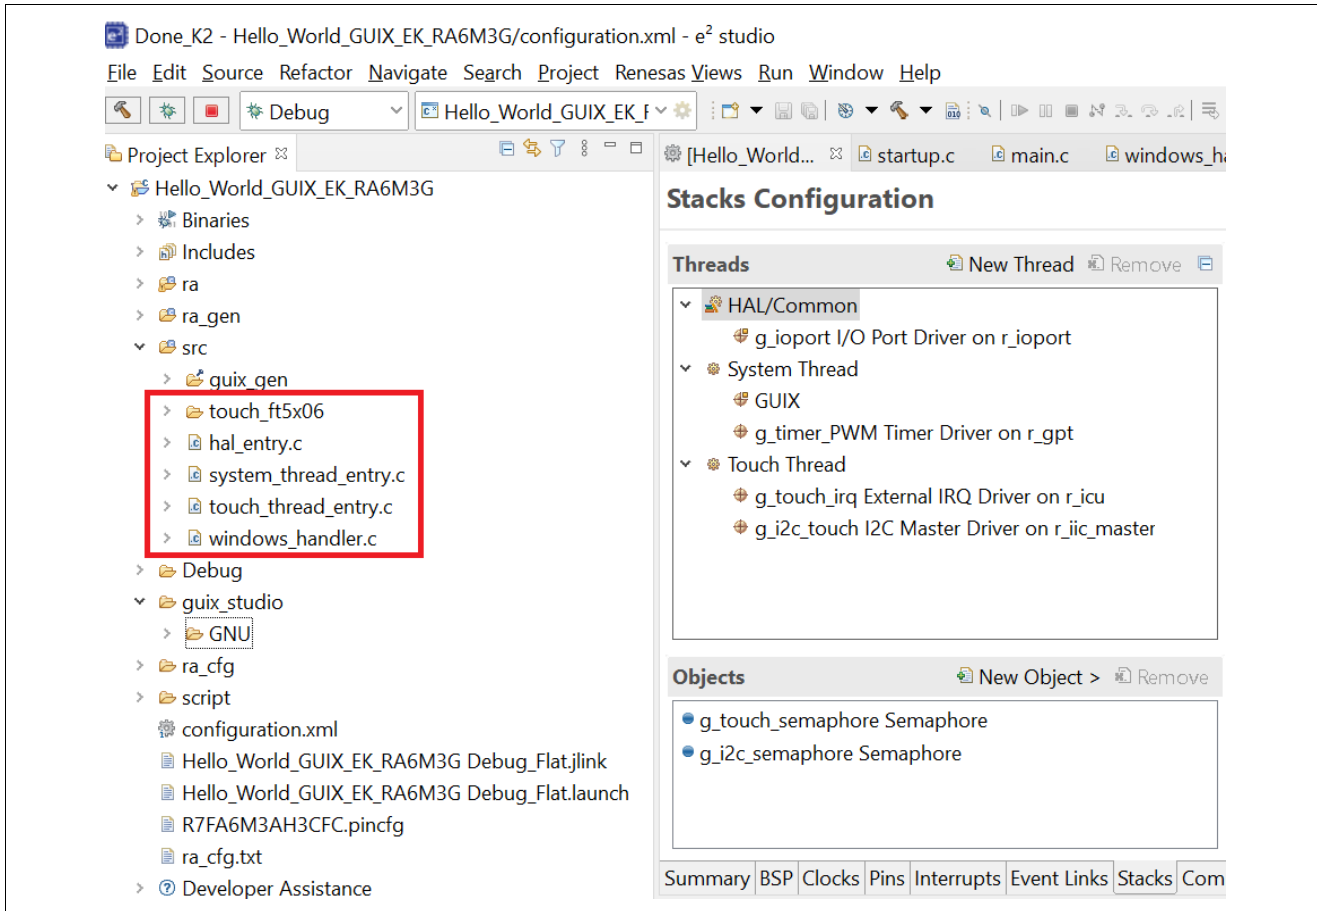 Done_K2 - Hello_World_GUIX_EK_RA6M3G/configuration.xml - e² studio
File Edit Source Refactor Navigate Search Project Renesas Views Run Window Help
Debug
Hello_World_GUIX_EK_
Project Explorer
Hello_World_GUIX_EK_RA6M3G
Binaries
Includes
ra
ra_gen
src
guix_gen
touch_ft5x06
hal_entry.c
system_thread_entry.c
touch_thread_entry.c
windows_handler.c
Debug
guix_studio
GNU
ra_cfg
script
configuration.xml
Hello_World_GUIX_EK_RA6M3G Debug_Flat.jlink
Hello_World_GUIX_EK_RA6M3G Debug_Flat.launch
R7FA6M3AH3CFC.pincfg
ra_cfg.txt
Developer Assistance
[Hello_World... startup.c main.c windows_h
Stacks Configuration
Threads New Thread Remove
HAL/Common
g_ioport I/O Port Driver on r_ioport
System Thread
GUIX
g_timer_PWM Timer Driver on r_gpt
Touch Thread
g_touch_irq External IRQ Driver on r_icu
g_i2c_touch I2C Master Driver on r_iic_master
Objects New Object > Remove
g_touch_semaphore Semaphore
g_i2c_semaphore Semaphore
Summary BSP Clocks Pins Interrupts Event Links Stacks Com